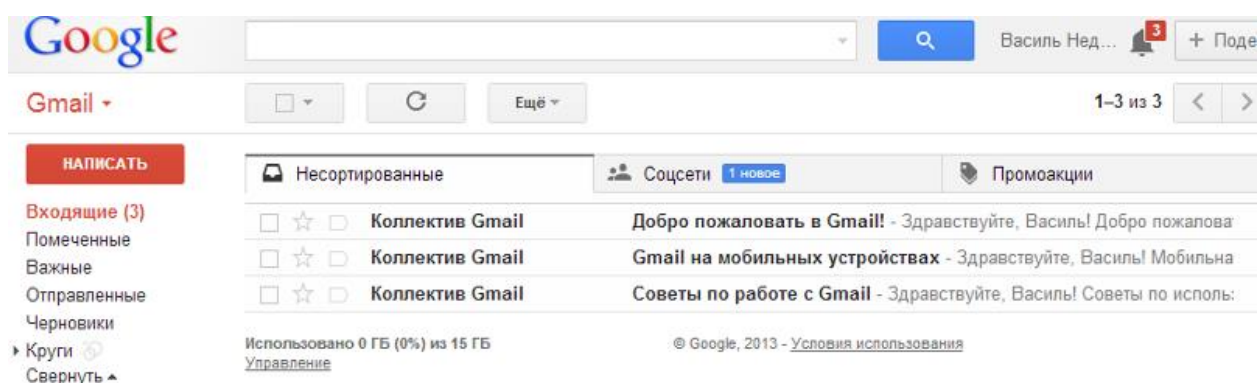 Google
Василь Нед... 3 + Поде
Gmail
Ещё
1–3 из 3
НАПИСАТЬ
Несортированные Соцсети 1 новое Промоакции
Входящие (3)
Помеченные
Важные
Отправленные
Черновики
Круги
Свернуть
Коллектив Gmail Добро пожаловать в Gmail! - Здравствуйте, Василь! Добро пожалова
Коллектив Gmail Gmail на мобильных устройствах - Здравствуйте, Василь! Мобильна
Коллектив Gmail Советы по работе с Gmail - Здравствуйте, Василь! Советы по исполь
Использовано 0 ГБ (0%) из 15 ГБ
Управление
© Google, 2013 - Условия использования